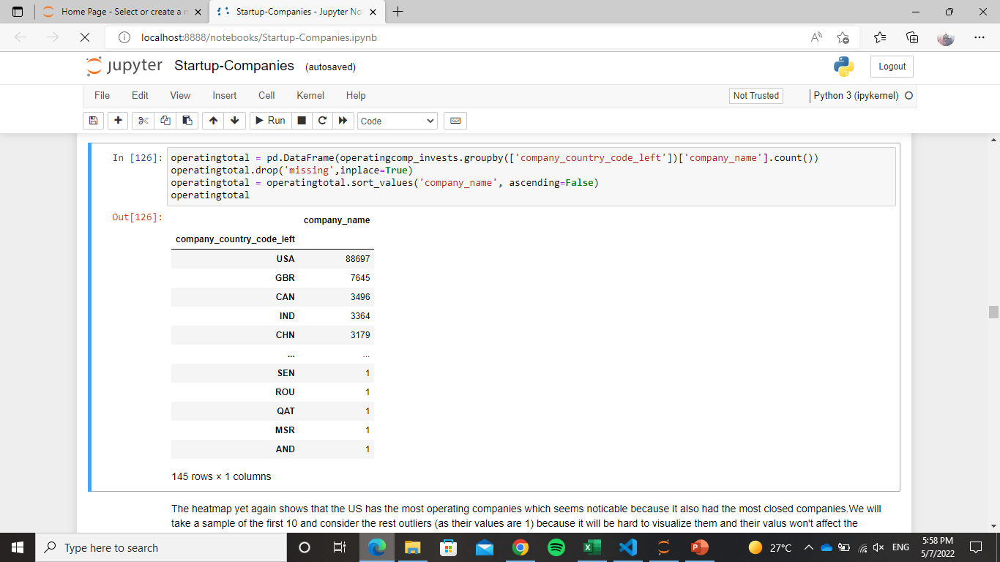 Home Page - Select or create a n
Startup-Companies - Jupyter No
localhost:8888/notebooks/Startup-Companies.ipynb
jupyter Startup-Companies (autosaved)
Logout
File Edit View Insert Cell Kernel Help
Not Trusted
Python 3 (ipykernel)
Run
Code
In [126]:
operatingtotal = pd.DataFrame(operatingcomp_invests.groupby(['company_country_code_left'])['company_name'].count())
operatingtotal.drop('missing',inplace=True)
operatingtotal = operatingtotal.sort_values('company_name', ascending=False)
operatingtotal
Out[126]:
company_name
company_country_code_left
USA 88697
GBR 7645
CAN 3496
IND 3364
CHN 3179
... ...
SEN 1
ROU 1
QAT 1
MSR 1
AND 1
145 rows × 1 columns
The heatmap yet again shows that the US has the most operating companies which seems noticable because it also had the most closed companies.We will
take a sample of the first 10 and consider the rest outliers (as their values are 1) because it will be hard to visualize them and their valus won't affect the
Type here to search
27°C
ENG
5:58 PM
5/7/2022